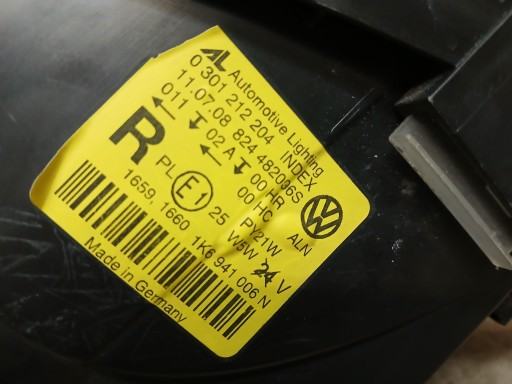 AL Automotive Lighting
0 301 212 204 INDEX
11.07.08 824 482036S
011 02 A 00 HR
00 HC
R PL E1 25 PY21W ALN
W5W 24 V
1659, 1660
1K6 941 006 N
Made in Germany